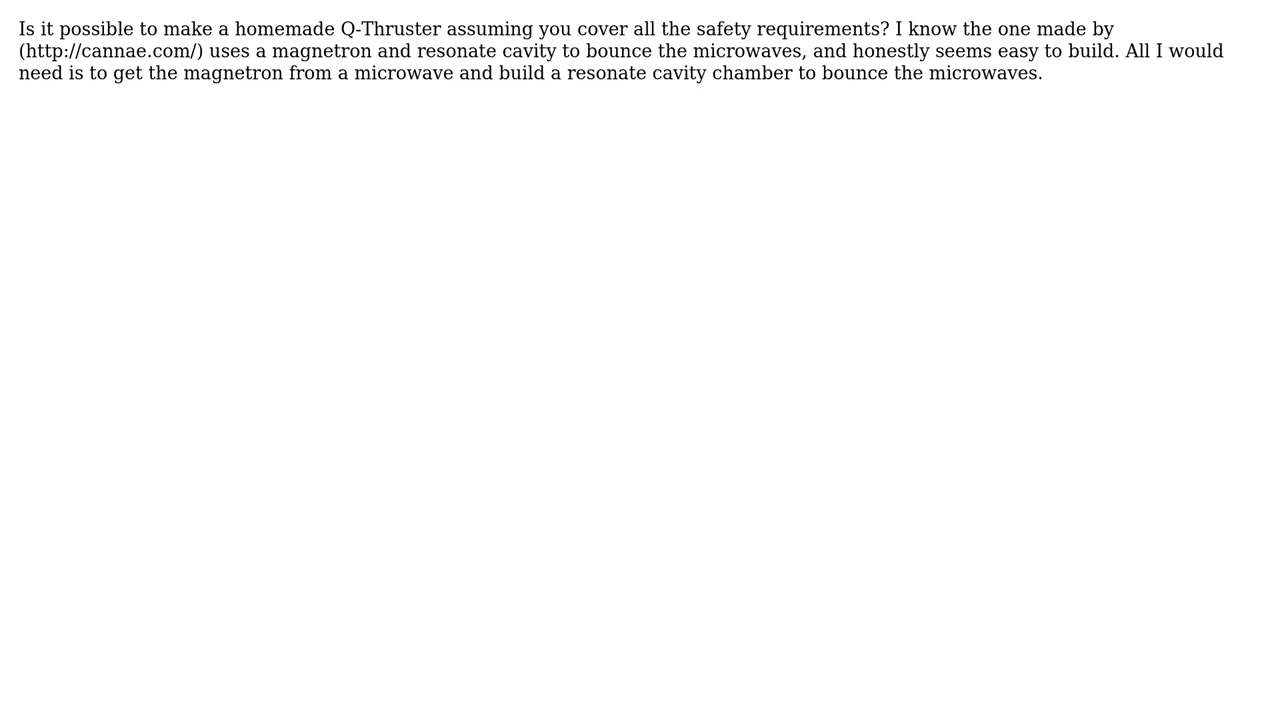 Is it possible to make a homemade Q-Thruster assuming you cover all the safety requirements? I know the one made by
(http://cannae.com/) uses a magnetron and resonate cavity to bounce the microwaves, and honestly seems easy to build. All I would
need is to get the magnetron from a microwave and build a resonate cavity chamber to bounce the microwaves.